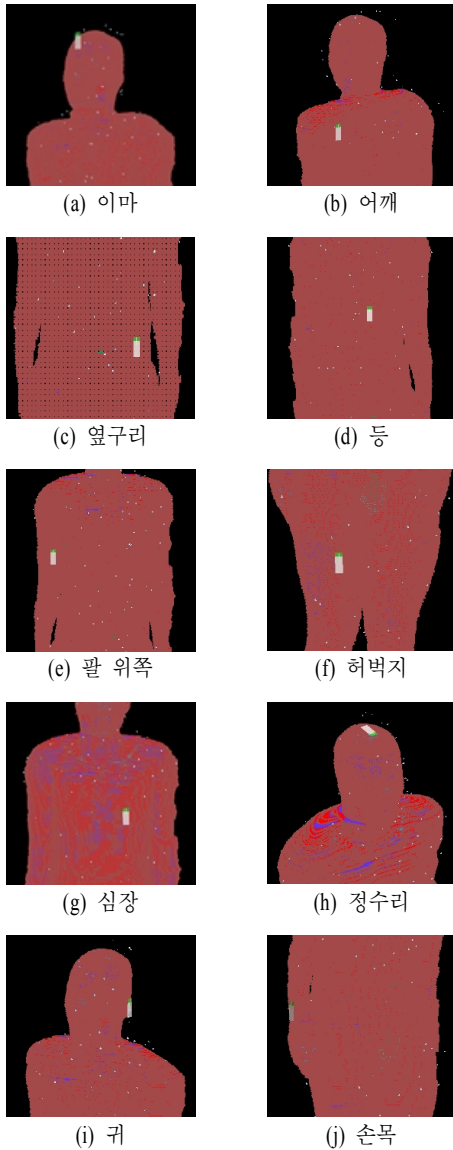 (a) 이마
(b) 어깨
(c) 옆구리
(d) 등
(e) 팔 위쪽
(f) 허벅지
(g) 심장
(h) 정수리
(i) 귀
(j) 손목